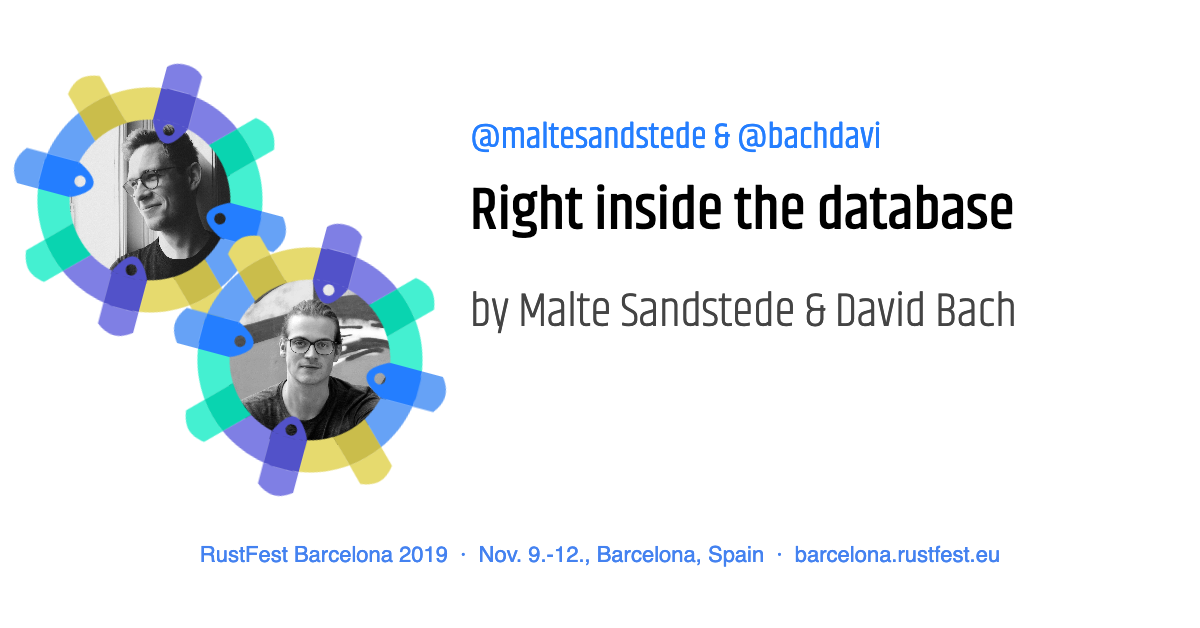 @maltesandstede & @bachdavi
Right inside the database
by Malte Sandstede & David Bach
RustFest Barcelona 2019 · Nov. 9.-12., Barcelona, Spain · barcelona.rustfest.eu